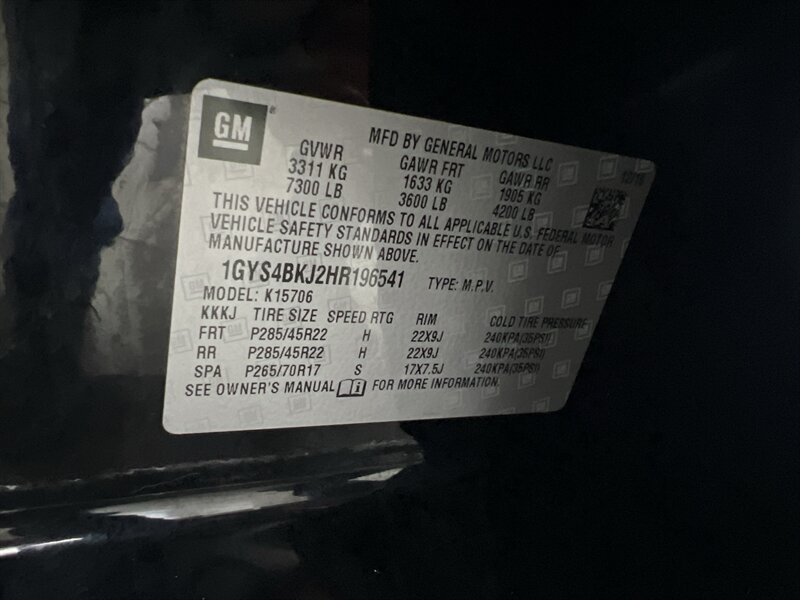 GM®
MFD BY GENERAL MOTORS LLC
GVWR GAWR FRT GAWR RR 12/16
3311 KG 1633 KG 1905 KG
7300 LB 3600 LB 4200 LB
THIS VEHICLE CONFORMS TO ALL APPLICABLE U.S. FEDERAL MOTOR
VEHICLE SAFETY STANDARDS IN EFFECT ON THE DATE OF
MANUFACTURE SHOWN ABOVE.
1GYS4BKJ2HR196541 TYPE: M.P.V.
MODEL: K15706
KKKJ TIRE SIZE SPEED RTG RIM COLD TIRE PRESSURE
FRT P285/45R22 H 22X9J 240KPA(35PSI)
RR P285/45R22 H 22X9J 240KPA(35PSI)
SPA P265/70R17 S 17X7.5J 240KPA(35PSI)
SEE OWNER'S MANUAL FOR MORE INFORMATION.